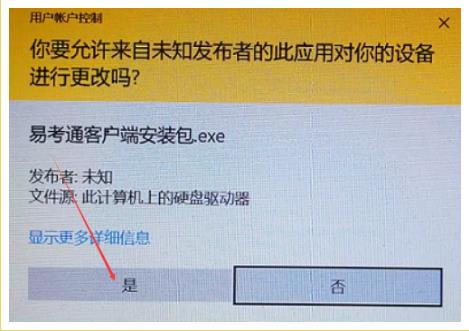 用户帐户控制
你要允许来自未知发布者的此应用对你的设备
进行更改吗?
易考通客户端安装包.exe
发布者: 未知
文件源: 此计算机上的硬盘驱动器
显示更多详细信息
是
否